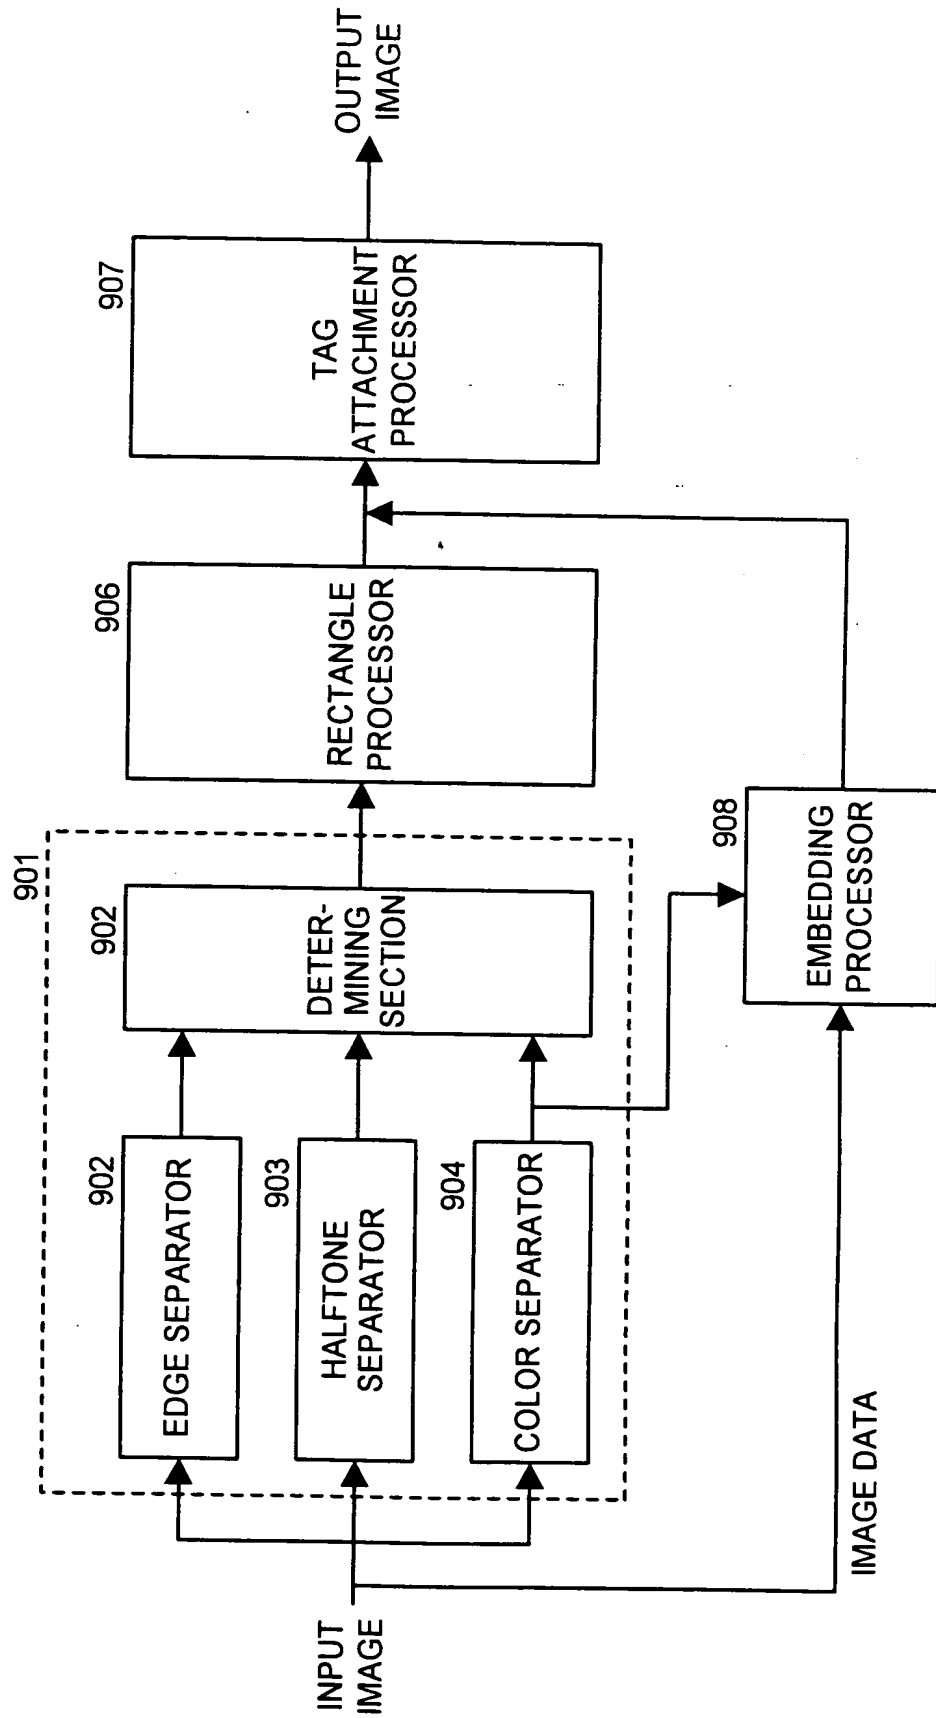 INPUT
IMAGE
901
902
EDGE SEPARATOR
903
HALFTONE
SEPARATOR
904
COLOR SEPARATOR
902
DETER-
MINING
SECTION
906
RECTANGLE
PROCESSOR
907
TAG
ATTACHMENT
PROCESSOR
OUTPUT
IMAGE
IMAGE DATA
908
EMBEDDING
PROCESSOR